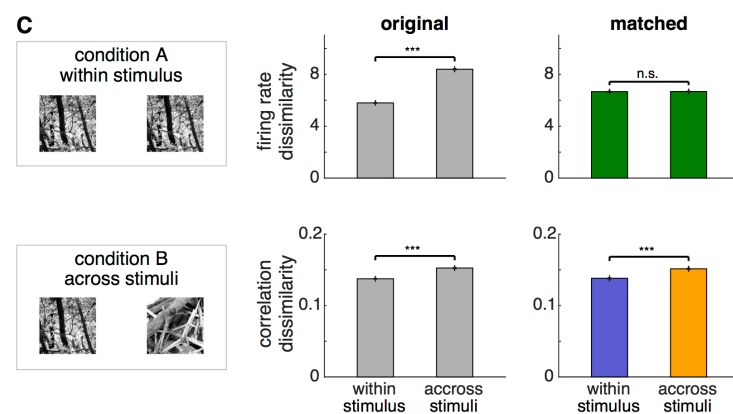 C
original
matched
condition A
within stimulus
firing rate
dissimilarity
8
4
0
***
8
4
0
n.s.
condition B
across stimuli
correlation
dissimilarity
0.2
0.1
0
***
within
stimulus
accross
stimuli
0.2
0.1
0
***
within
stimulus
accross
stimuli